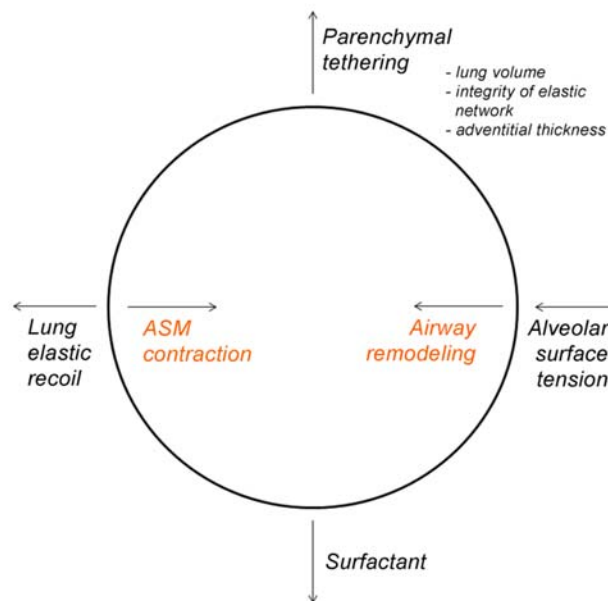 Parenchymal
tethering
- lung volume
- integrity of elastic
network
- adventitial thickness
Lung
elastic
recoil
ASM
contraction
Airway
remodeling
Alveolar
surface
tension
Surfactant